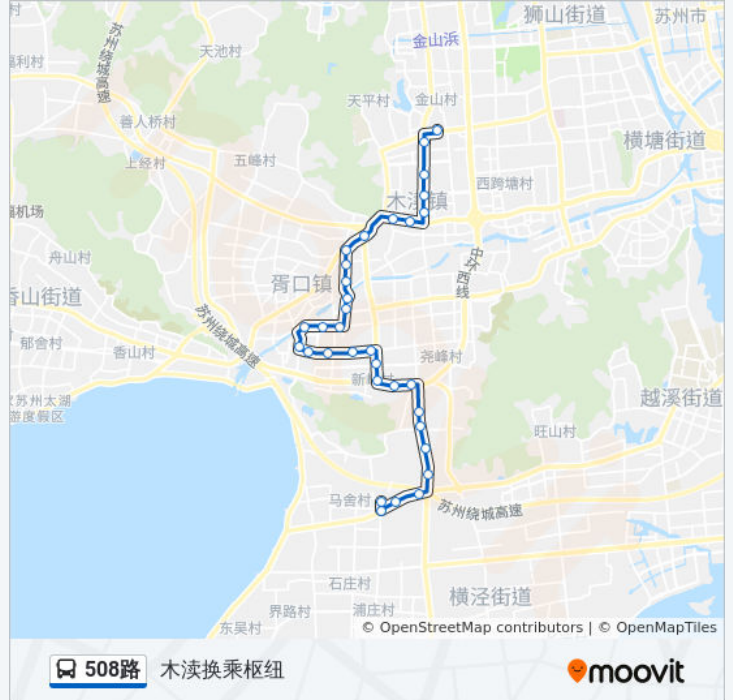 村
狮山街道
苏州市
苏州绕城高速
金山浜
天池村
福利村
天平村
金山村
善人桥村
横塘街道
上经村
五峰村
西跨塘村
木渎镇
机场
舟山村
中环西线
胥口镇
香山街道
苏州绕城高速
郁舍村
香山村
尧峰村
新峰村
苏州太湖
度假区
越溪街道
旺山村
马舍村
苏州绕城高速
石庄村
横泾街道
界路村
浦庄村
东吴村
© OpenStreetMap contributors | © OpenMapTiles
508路 木渎换乘枢纽
moovit